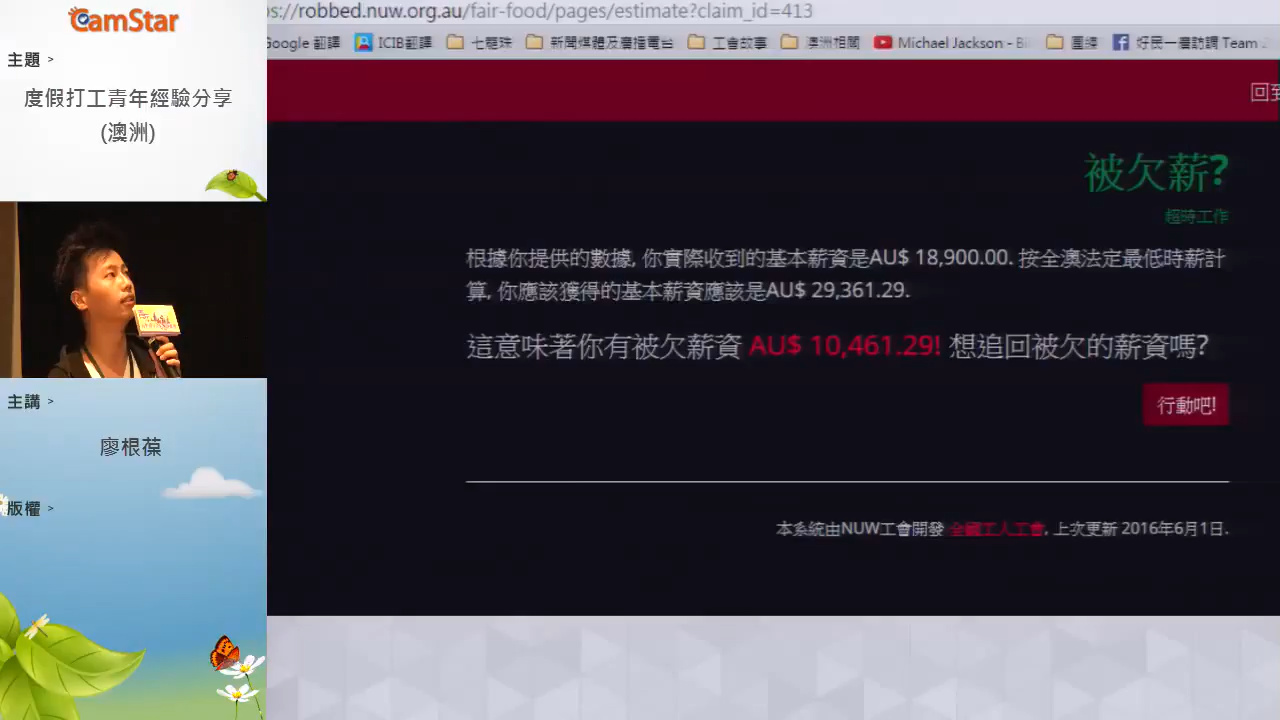 CamStar
主題 >
度假打工青年經驗分享
(澳洲)
主講 >
廖根葆
版權 >
s://robbed.nuw.org.au/fair-food/pages/estimate?claim_id=413
Google 翻譯
ICIB翻譯
七龍珠
新聞媒體及廣播電台
工會故事
澳洲相關
Michael Jackson - B
好民一廣訪調 Team
回到
被欠薪?
超時工作
根據你提供的數據, 你實際收到的基本薪資是AU$ 18,900.00. 按全澳法定最低時薪計
算, 你應該獲得的基本薪資應該是AU$ 29,361.29.
這意味著你有被欠薪資 AU$ 10,461.29! 想追回被欠的薪資嗎?
行動吧!
本系統由NUW工會開發 全國工人工會, 上次更新 2016年6月1日.